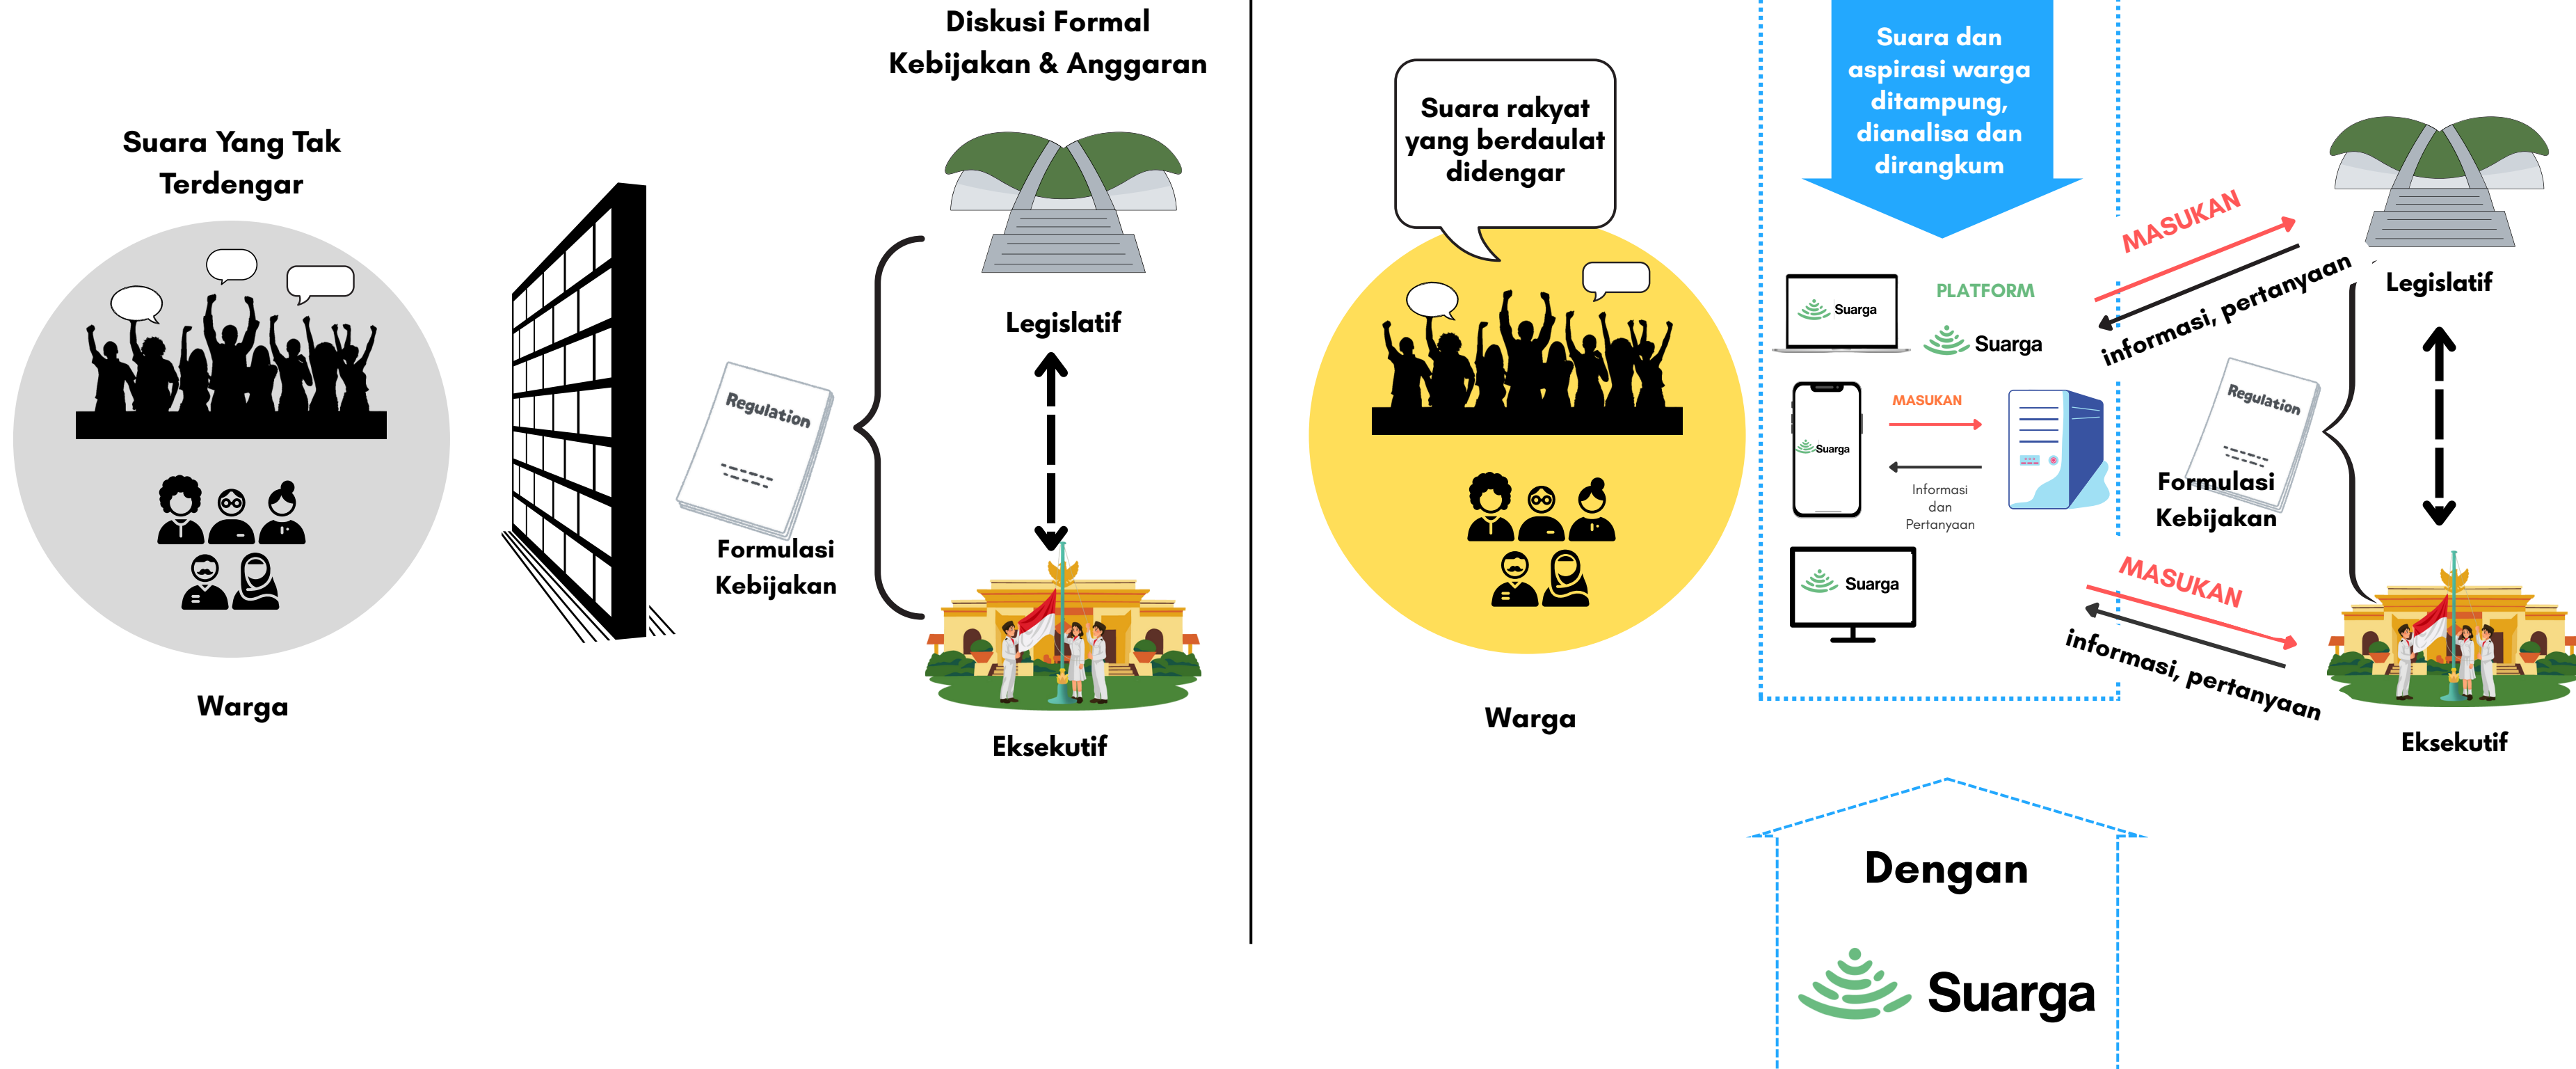 Diskusi Formal
Kebijakan & Anggaran
Suara Yang Tak
Terdengar
Warga
Regulation
Formulasi
Kebijakan
Legislatif
Eksekutif
Suara rakyat
yang berdaulat
didengar
Warga
Suara dan
aspirasi warga
ditampung,
dianalisa dan
dirangkum
Suarga
PLATFORM
Suarga
Suarga
MASUKAN
Informasi
dan
Pertanyaan
Suarga
MASUKAN
informasi, pertanyaan
Legislatif
Regulation
Formulasi
Kebijakan
MASUKAN
informasi, pertanyaan
Eksekutif
Dengan
Suarga